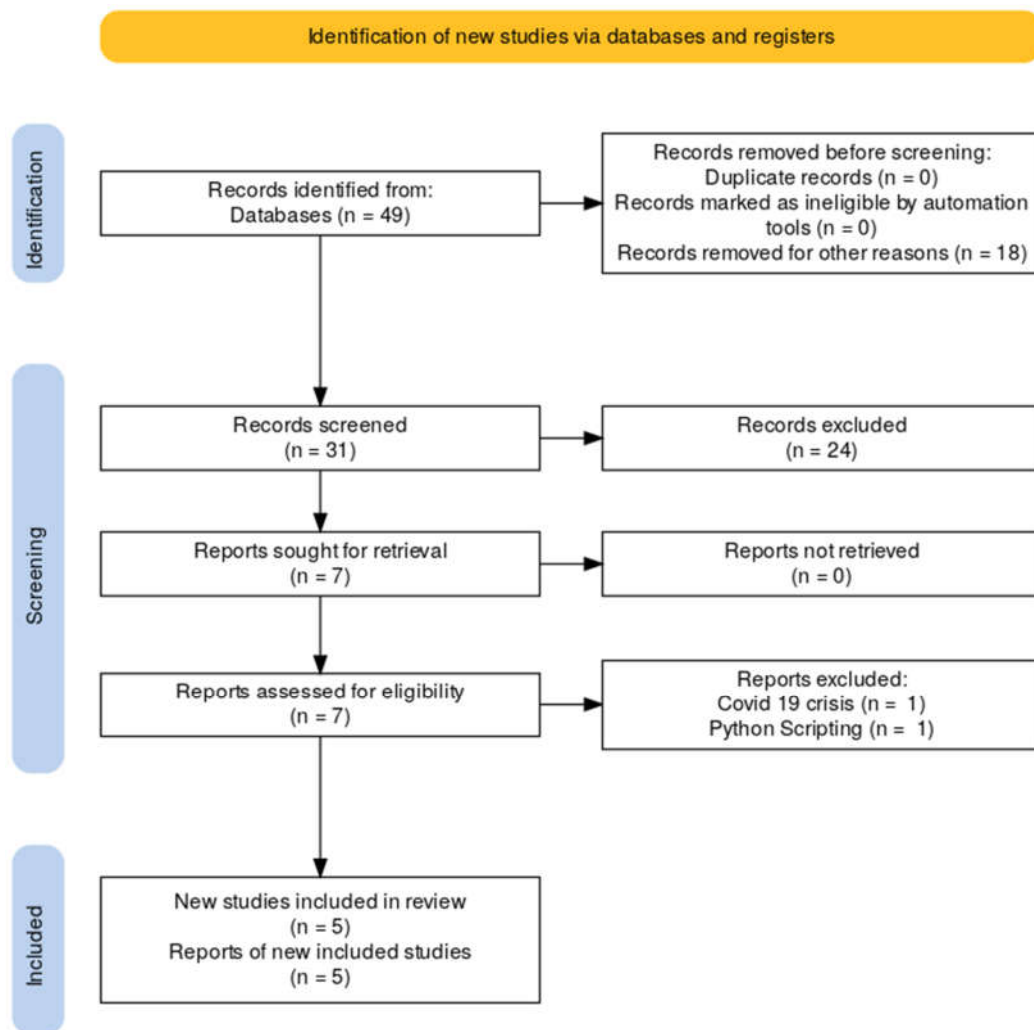 Identification of new studies via databases and registers
Identification
Records identified from:
Databases (n = 49)
Records removed before screening:
Duplicate records (n = 0)
Records marked as ineligible by automation
tools (n = 0)
Records removed for other reasons (n = 18)
Screening
Records screened
(n = 31)
Records excluded
(n = 24)
Reports sought for retrieval
(n = 7)
Reports not retrieved
(n = 0)
Reports assessed for eligibility
(n = 7)
Reports excluded:
Covid 19 crisis (n = 1)
Python Scripting (n = 1)
Included
New studies included in review
(n = 5)
Reports of new included studies
(n = 5)